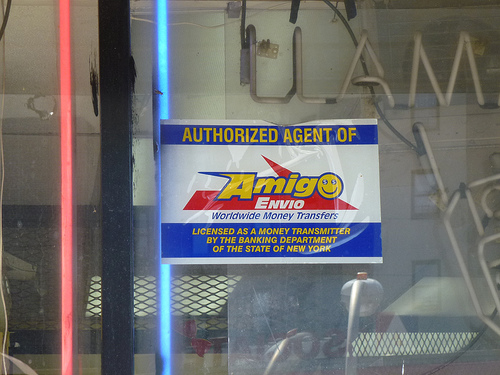 AUTHORIZED AGENT OF
Amigo
ENVIO
Worldwide Money Transfers
LICENSED AS A MONEY TRANSMITTER
BY THE BANKING DEPARTMENT
OF THE STATE OF NEW YORK